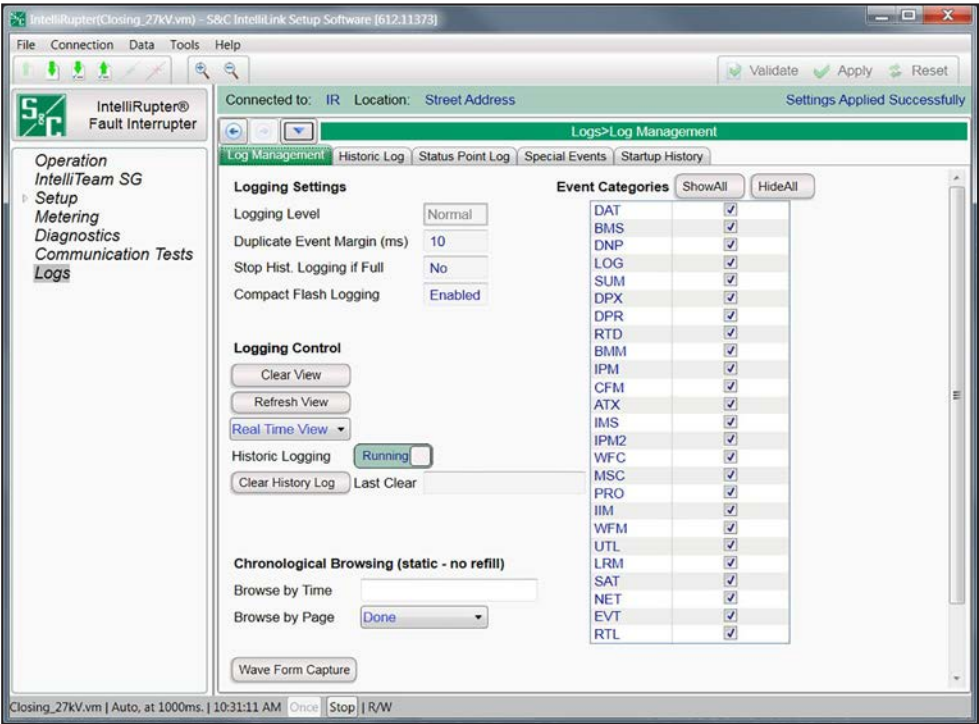 IntelliRupter(Closing_27kV.vm) - S&C IntelliLink Setup Software [612.11373]
File Connection Data Tools Help
Validate Apply Reset
S&C
IntelliRupter®
Fault Interrupter
Connected to: IR Location: Street Address Settings Applied Successfully
Logs>Log Management
Log Management Historic Log Status Point Log Special Events Startup History
Operation
IntelliTeam SG
Setup
Metering
Diagnostics
Communication Tests
Logs
Logging Settings
Logging Level Normal
Duplicate Event Margin (ms) 10
Stop Hist. Logging if Full No
Compact Flash Logging Enabled
Logging Control
Clear View
Refresh View
Real Time View
Historic Logging Running
Clear History Log Last Clear
Chronological Browsing (static - no refill)
Browse by Time
Browse by Page Done
Wave Form Capture
Event Categories ShowAll HideAll
DAT
BMS
DNP
LOG
SUM
DPX
DPR
RTD
BMM
IPM
CFM
ATX
IMS
IPM2
WFC
MSC
PRO
IIM
WFM
UTL
LRM
SAT
NET
EVT
RTL
Closing_27kV.vm | Auto, at 1000ms. | 10:31:11 AM Once Stop | R/W